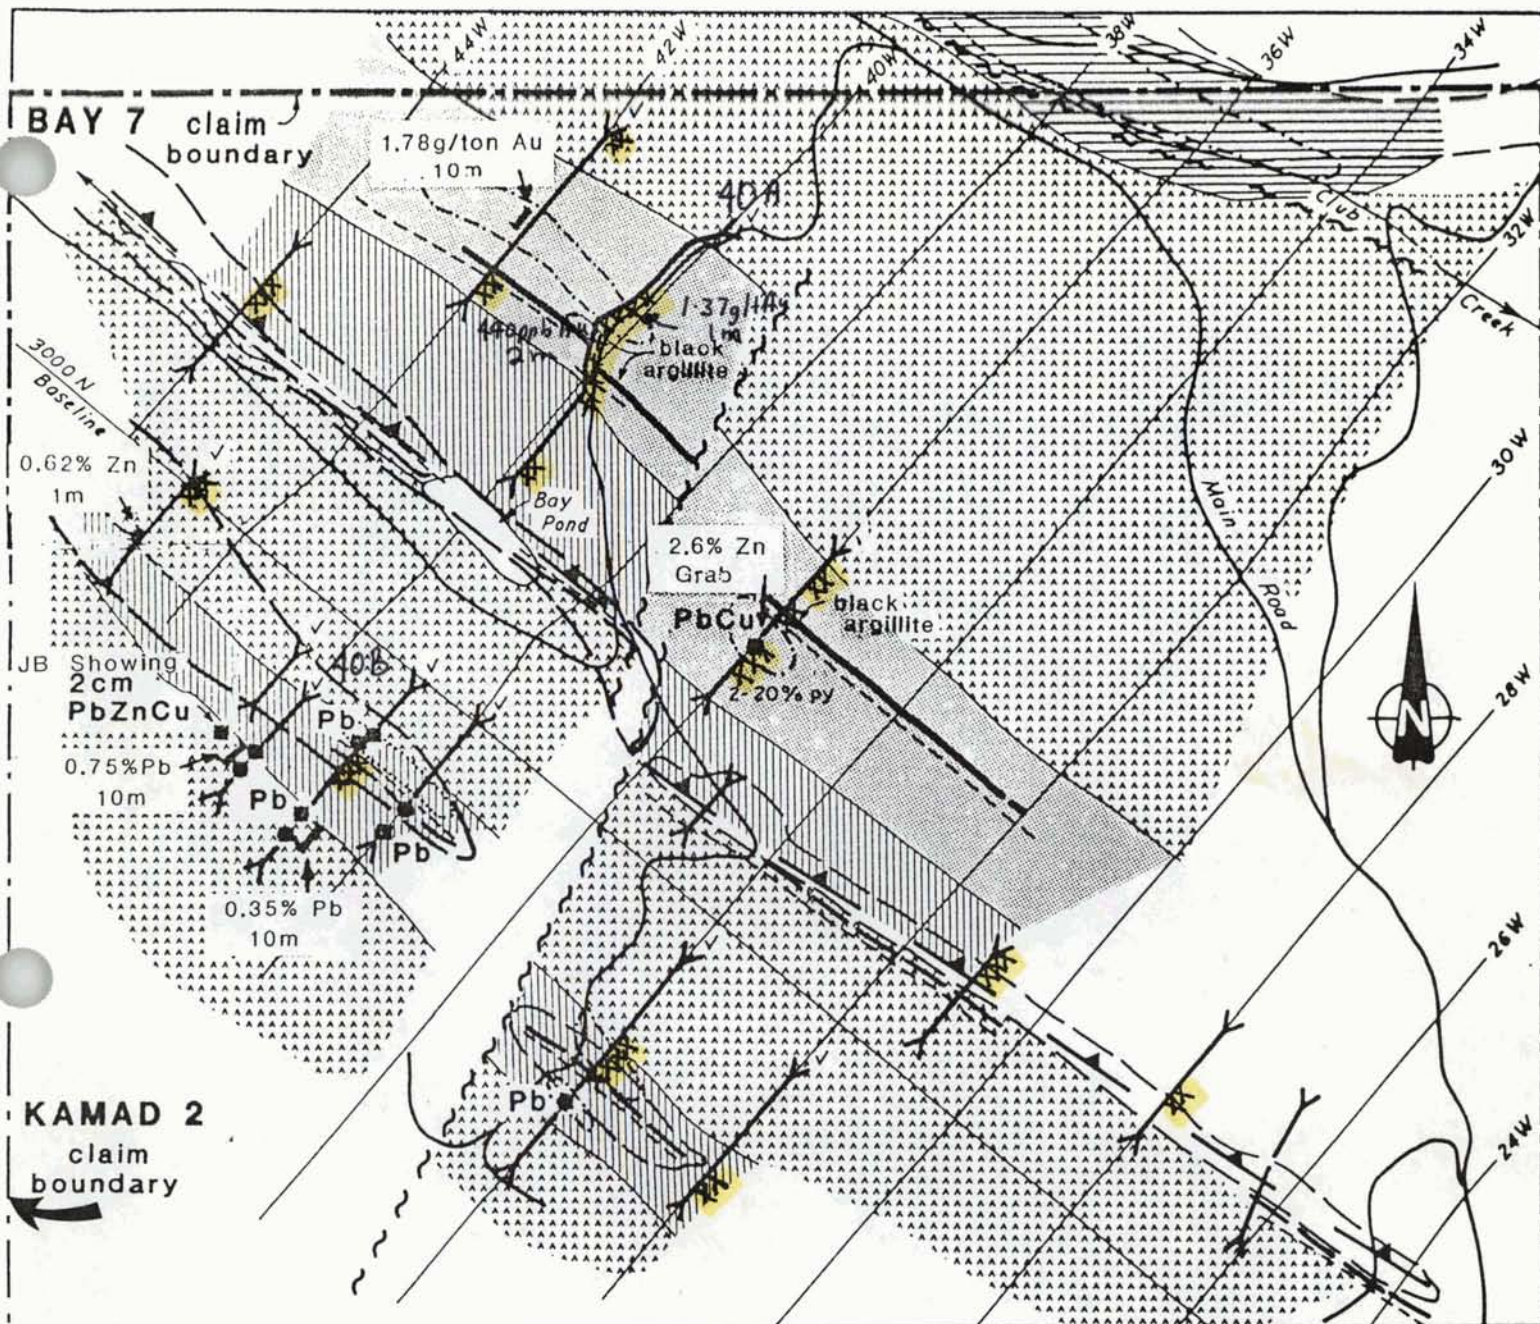 44W
42W
40W
38W
36W
34W
BAY 7 claim
boundary
1.78g/ton Au
10m
40A
Club
Creek
32W
1.37g/t
1m
2m
black
argillite
3000N
Baseline
0.62% Zn
1m
Bay
Pond
Main
Road
30W
2.6% Zn
Grab
PbCu
black
argillite
2-20% py
28W
JB Showing
2cm
PbZnCu
40b
Pb
0.75%Pb
10m
Pb
Pb
N
0.35% Pb
10m
26W
Pb
24W
KAMAD 2
claim
boundary